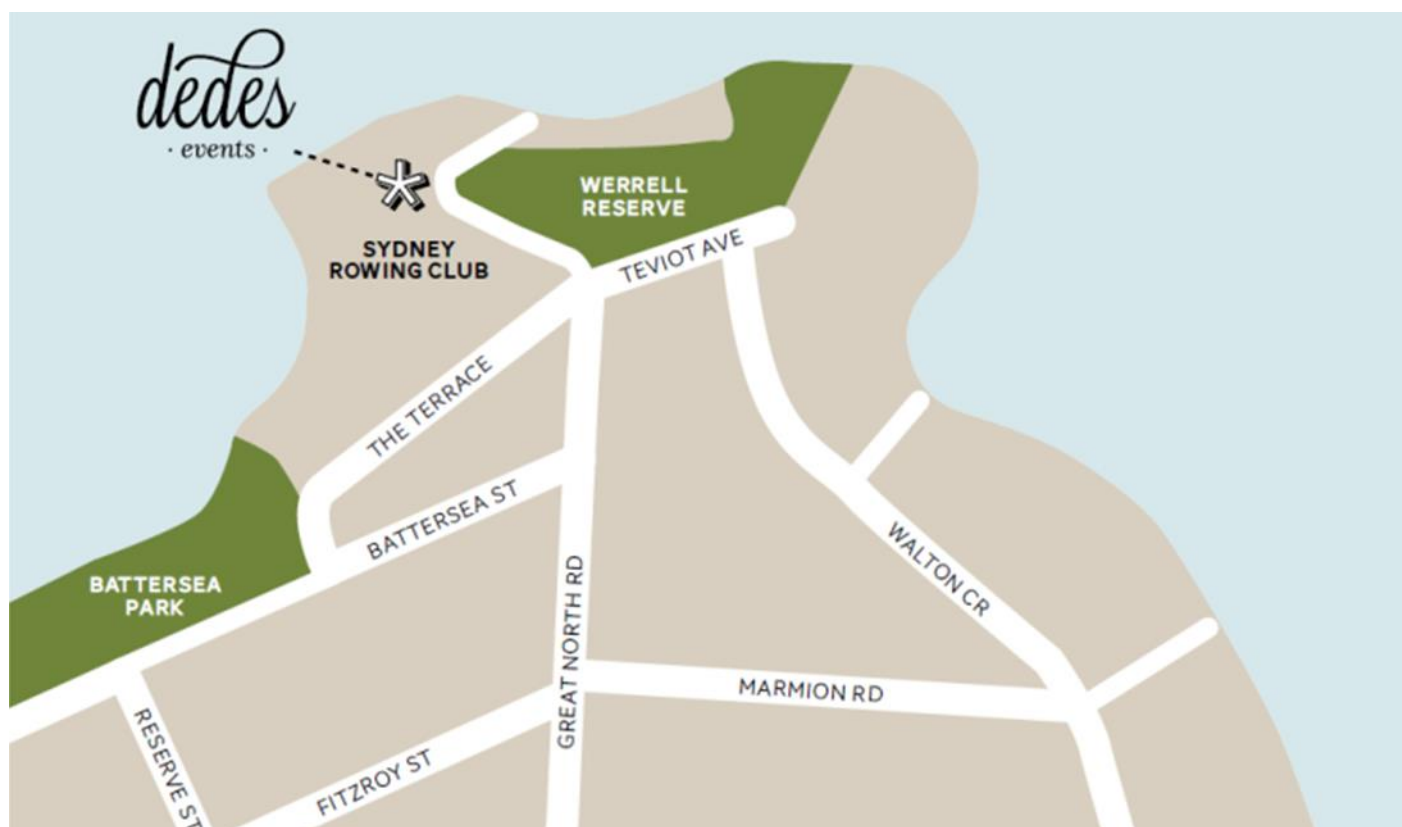 dedes
· events ·
SYDNEY
ROWING CLUB
WERRELL
RESERVE
TEVIOT AVE
THE TERRACE
BATTERSEA ST
BATTERSEA
PARK
GREAT NORTH RD
WALTON CR
MARMION RD
RESERVE ST
FITZROY ST